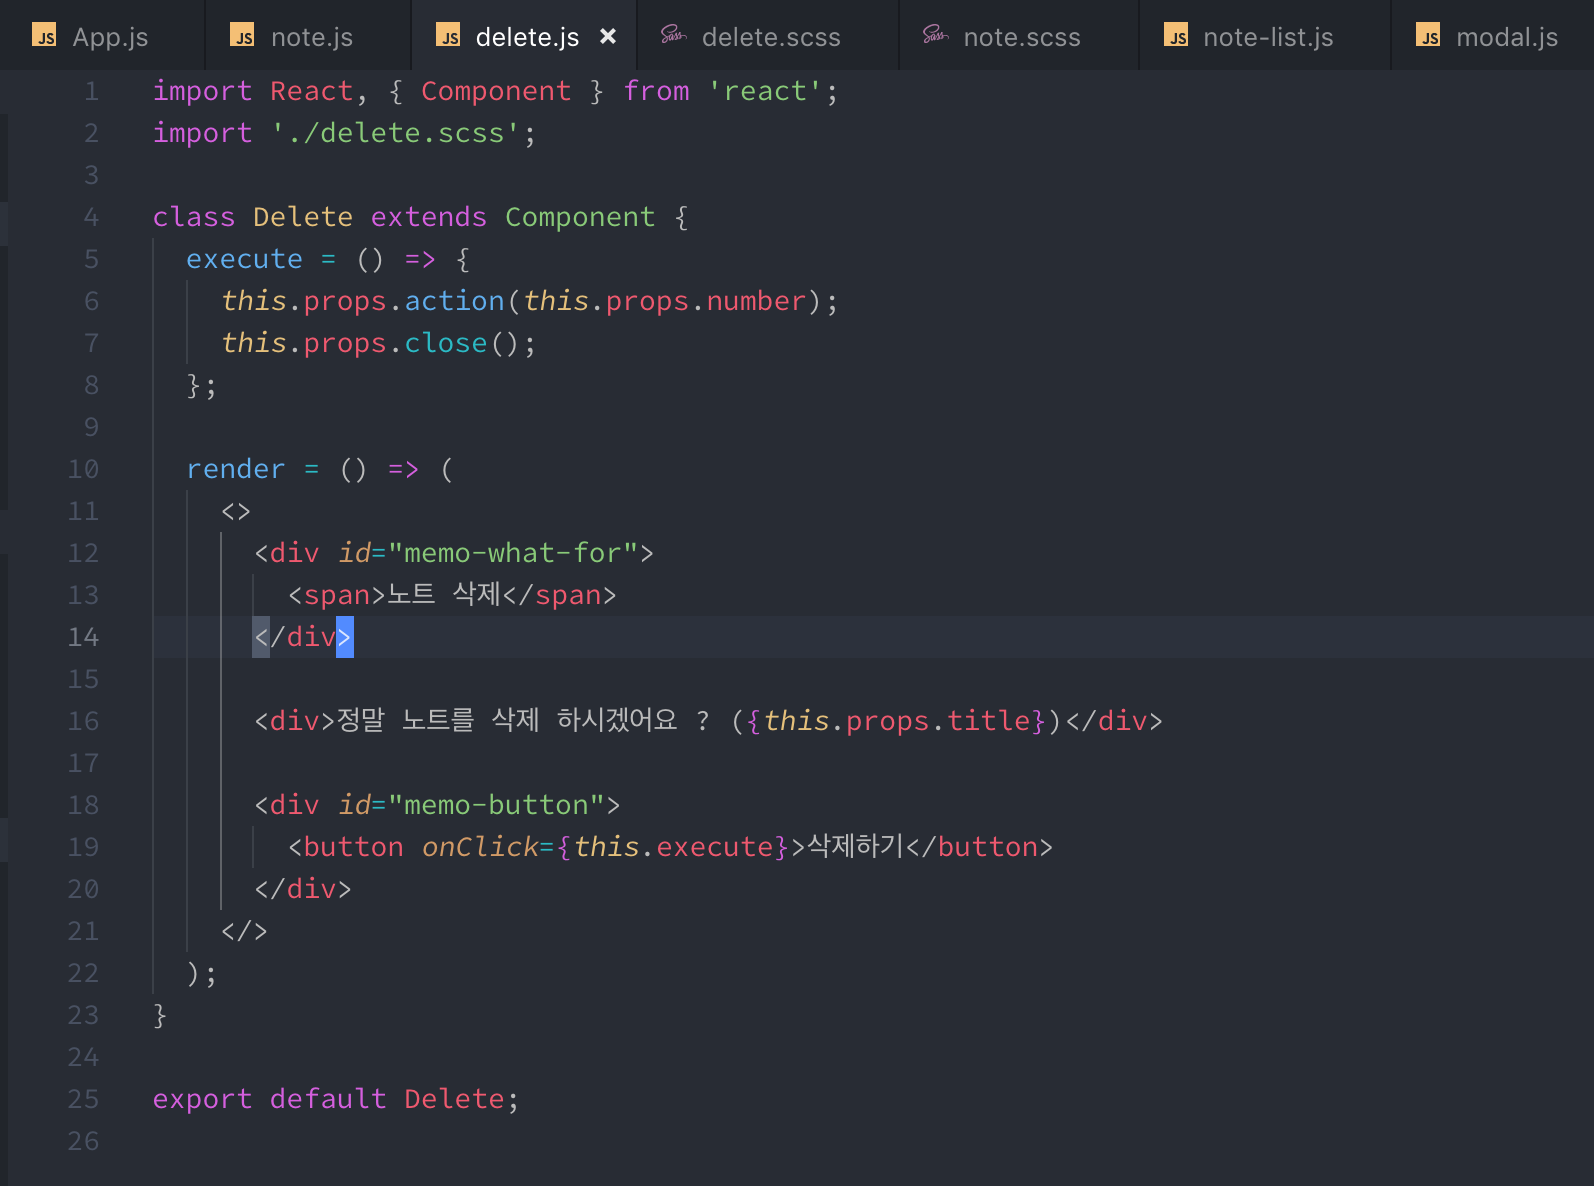 JS App.js JS note.js JS delete.js × Sass delete.scss Sass note.scss JS note-list.js JS modal.js
1 import React, { Component } from 'react';
2 import './delete.scss';
3
4 class Delete extends Component {
5   execute = () => {
6     this.props.action(this.props.number);
7     this.props.close();
8   };
9
10   render = () => (
11     <>
12       <div id="memo-what-for">
13         <span>노트 삭제</span>
14       </div>
15
16       <div>정말 노트를 삭제 하시겠어요 ? ({this.props.title})</div>
17
18       <div id="memo-button">
19         <button onClick={this.execute}>삭제하기</button>
20       </div>
21     </>
22   );
23 }
24
25 export default Delete;
26